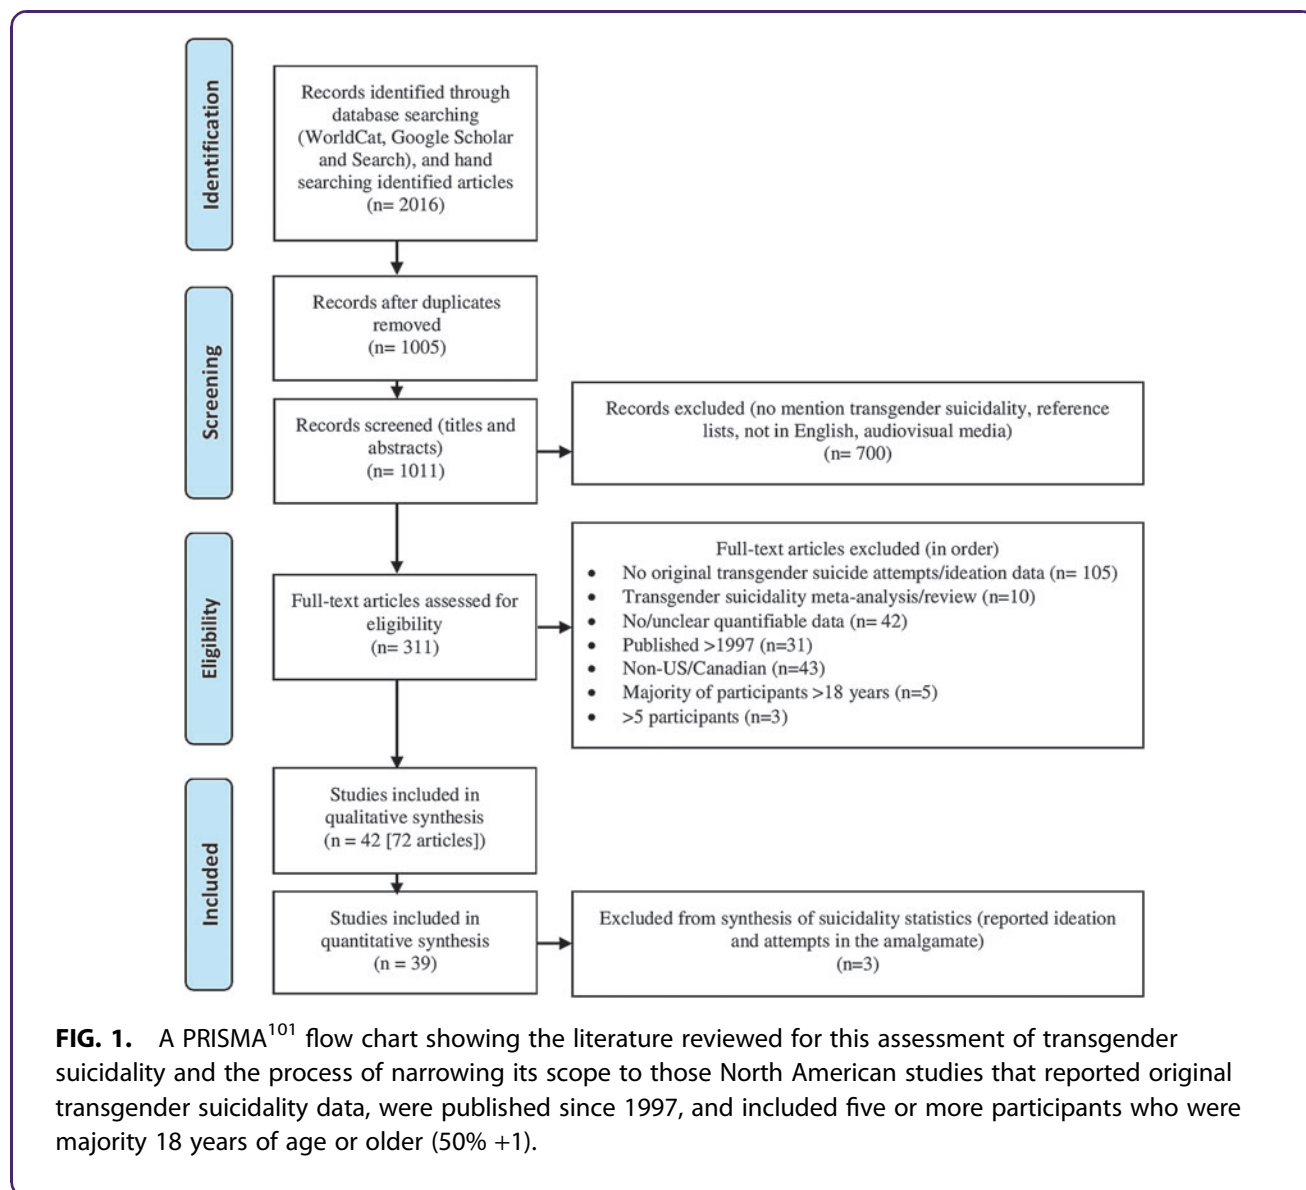 Identification
Records identified through
database searching
(WorldCat, Google Scholar
and Search), and hand
searching identified articles
(n= 2016)
Screening
Records after duplicates
removed
(n= 1005)
Records screened (titles and
abstracts)
(n= 1011)
Records excluded (no mention transgender suicidality, reference
lists, not in English, audiovisual media)
(n= 700)
Eligibility
Full-text articles assessed for
eligibility
(n= 311)
Full-text articles excluded (in order)
• No original transgender suicide attempts/ideation data (n= 105)
• Transgender suicidality meta-analysis/review (n=10)
• No/unclear quantifiable data (n= 42)
• Published >1997 (n=31)
• Non-US/Canadian (n=43)
• Majority of participants >18 years (n=5)
• >5 participants (n=3)
Included
Studies included in
qualitative synthesis
(n = 42 [72 articles])
Studies included in
quantitative synthesis
(n = 39)
Excluded from synthesis of suicidality statistics (reported ideation
and attempts in the amalgamate)
(n=3)
FIG. 1. A PRISMA101 flow chart showing the literature reviewed for this assessment of transgender
suicidality and the process of narrowing its scope to those North American studies that reported original
transgender suicidality data, were published since 1997, and included five or more participants who were
majority 18 years of age or older (50% +1).